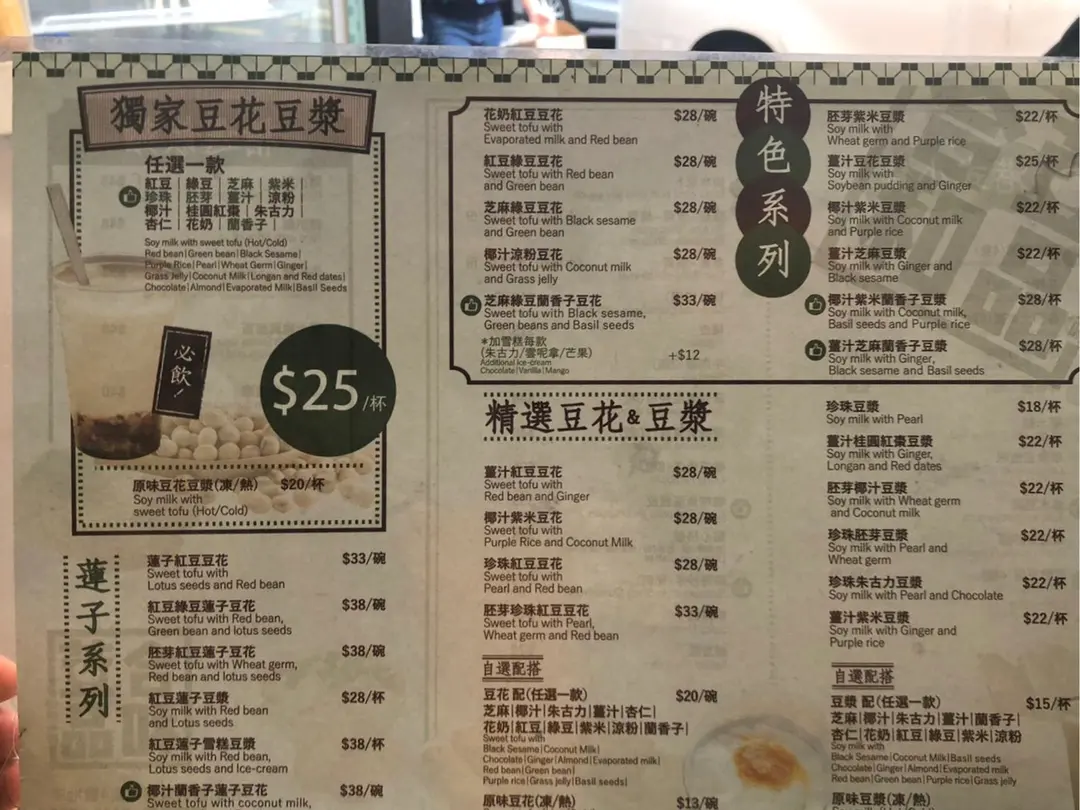 獨家豆花豆漿
任選一款
紅豆 | 綠豆 | 芝麻 | 紫米 |
珍珠 | 胚芽 | 薑汁 | 涼粉 |
椰汁 | 桂圓紅棗 | 朱古力 |
杏仁 | 花奶 | 蘭香子 |
Soy milk with sweet tofu (Hot/Cold)
Red bean|Green bean|Black Sesame|
Purple Rice|Pearl|Wheat Germ|Ginger|
Grass Jelly|Coconut Milk|Longan and Red dates|
Chocolate|Almond|Evaporated Milk|Basil Seeds
必飲!
$25/杯
原味豆花豆漿(凍/熱) $20/杯
Soy milk with
sweet tofu (Hot/Cold)
蓮子系列
蓮子紅豆豆花 $33/碗
Sweet tofu with
Lotus seeds and Red bean
紅豆綠豆蓮子豆花 $38/碗
Sweet tofu with Red bean,
Green bean and lotus seeds
胚芽紅豆蓮子豆花 $38/碗
Sweet tofu with Wheat germ,
Red bean and lotus seeds
紅豆蓮子豆漿 $28/杯
Soy milk with Red bean
and Lotus seeds
紅豆蓮子雪糕豆漿 $38/杯
Soy milk with Red bean,
Lotus seeds and Ice-cream
椰汁蘭香子蓮子豆花 $38/碗
Sweet tofu with coconut milk,
特色系列
花奶紅豆豆花 $28/碗
Sweet tofu with
Evaporated milk and Red bean
紅豆綠豆豆花 $28/碗
Sweet tofu with Red bean
and Green bean
芝麻綠豆豆花 $28/碗
Sweet tofu with Black sesame
and Green bean
椰汁涼粉豆花 $28/碗
Sweet tofu with Coconut milk
and Grass jelly
芝麻綠豆蘭香子豆花 $33/碗
Sweet tofu with Black sesame,
Green beans and Basil seeds
*加雪糕每款
(朱古力/雲呢拿/芒果) +$12
Additional ice-cream
Chocolate|Vanilla|Mango
胚芽紫米豆漿 $22/杯
Soy milk with
Wheat germ and Purple rice
薑汁豆花豆漿 $25/杯
Soy milk with
Soybean pudding and Ginger
椰汁紫米豆漿 $22/杯
Soy milk with Coconut milk
and Purple rice
薑汁芝麻豆漿 $22/杯
Soy milk with Ginger and
Black sesame
椰汁紫米蘭香子豆漿 $28/杯
Soy milk with Coconut milk,
Basil seeds and Purple rice
薑汁芝麻蘭香子豆漿 $28/杯
Soy milk with Ginger,
Black sesame and Basil seeds
精選豆花&豆漿
薑汁紅豆豆花 $28/碗
Sweet tofu with
Red bean and Ginger
椰汁紫米豆花 $28/碗
Sweet tofu with
Purple Rice and Coconut Milk
珍珠紅豆豆花 $28/碗
Sweet tofu with
Pearl and Red bean
胚芽珍珠紅豆豆花 $33/碗
Sweet tofu with Pearl,
Wheat germ and Red bean
自選配搭
豆花 配(任選一款) $20/碗
芝麻|椰汁|朱古力|薑汁|杏仁|
花奶|紅豆|綠豆|紫米|涼粉|蘭香子|
Sweet tofu with
Black Sesame|Coconut Milk|
Chocolate|Ginger|Almond|Evaporated milk|
Red bean|Green bean|
Purple rice|Grass jelly|Basil seeds|
原味豆花(凍/熱) $13/碗
珍珠豆漿 $18/杯
Soy milk with Pearl
薑汁桂圓紅棗豆漿 $22/杯
Soy milk with Ginger,
Longan and Red dates
胚芽椰汁豆漿 $22/杯
Soy milk with Wheat germ
and Coconut milk
珍珠胚芽豆漿 $22/杯
Soy milk with Pearl and
Wheat germ
珍珠朱古力豆漿 $22/杯
Soy milk with Pearl and Chocolate
薑汁紫米豆漿 $22/杯
Soy milk with Ginger and
Purple rice
自選配搭
豆漿 配(任選一款) $15/杯
芝麻|椰汁|朱古力|薑汁|蘭香子|
杏仁|花奶|紅豆|綠豆|紫米|涼粉
Soy milk with
Black Sesame|Coconut Milk|Basil seeds
Chocolate|Ginger|Almond|Evaporated milk
Red bean|Green bean|Purple rice|Grass jelly
原味豆漿(凍/熱)